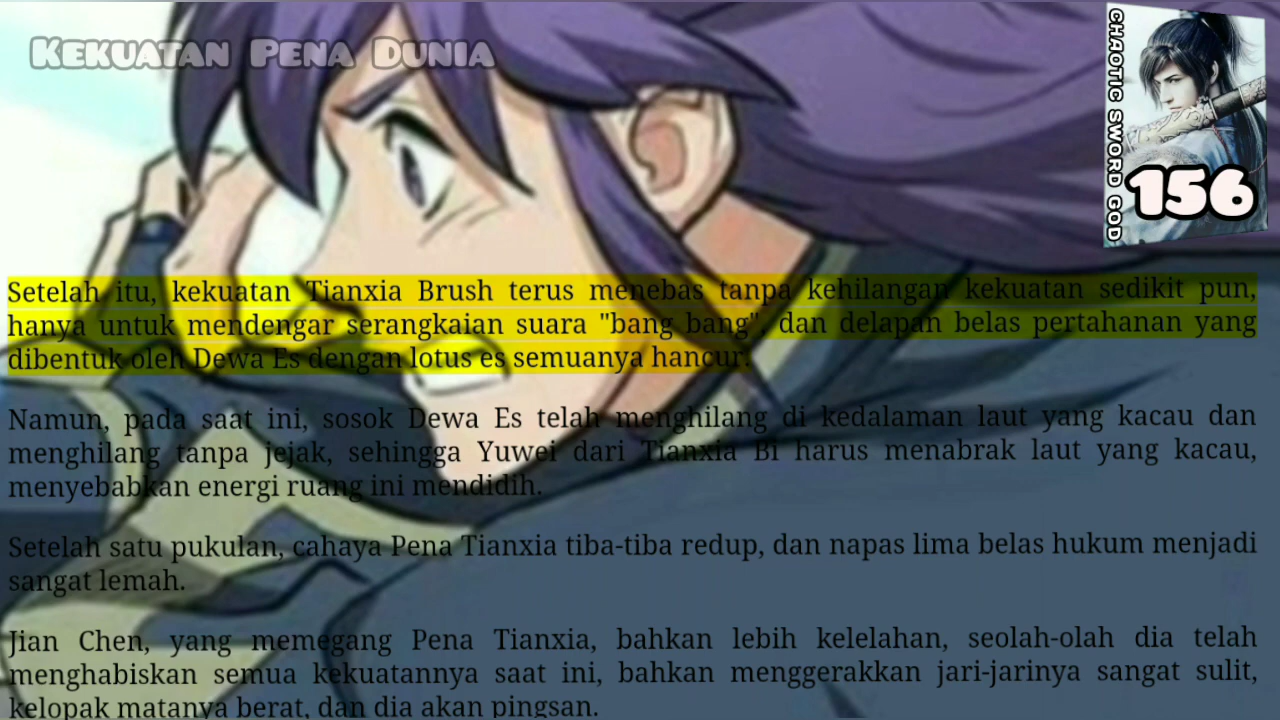 Kekuatan Pena Dunia
CHAOTIC SWORD GOD
156
Setelah itu, kekuatan Tianxia Brush terus menebas tanpa kehilangan kekuatan sedikit pun,
hanya untuk mendengar serangkaian suara "bang bang", dan delapan belas pertahanan yang
dibentuk oleh Dewa Es dengan lotus es semuanya hancur!
Namun, pada saat ini, sosok Dewa Es telah menghilang di kedalaman laut yang kacau dan
menghilang tanpa jejak, sehingga Yuwei dari Tianxia Bi harus menabrak laut yang kacau,
menyebabkan energi ruang ini mendidih.
Setelah satu pukulan, cahaya Pena Tianxia tiba-tiba redup, dan napas lima belas hukum menjadi
sangat lemah.
Jian Chen, yang memegang Pena Tianxia, bahkan lebih kelelahan, seolah-olah dia telah
menghabiskan semua kekuatannya saat ini, bahkan menggerakkan jari-jarinya sangat sulit,
kelopak matanya berat, dan dia akan pingsan.